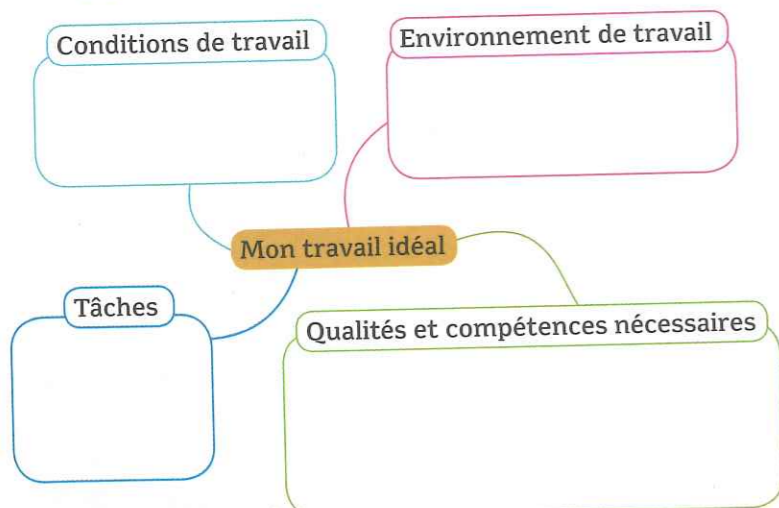 Conditions de travail
Environnement de travail
Mon travail idéal
Tâches
Qualités et compétences nécessaires